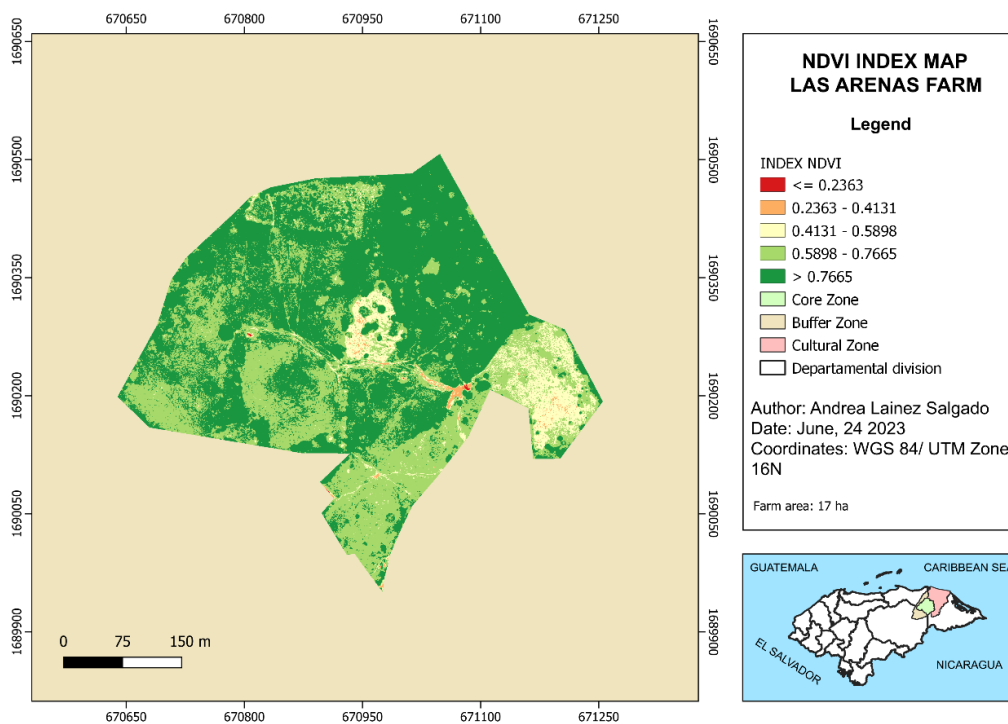 670650 670800 670950 671100 671250
1690650 1690650
1690500 1690500
1690350 1690350
1690200 1690200
1690050 1690050
1689900 1689900
0 75 150 m
670650 670800 670950 671100 671250
NDVI INDEX MAP
LAS ARENAS FARM
Legend
INDEX NDVI
<= 0.2363
0.2363 - 0.4131
0.4131 - 0.5898
0.5898 - 0.7665
> 0.7665
Core Zone
Buffer Zone
Cultural Zone
Departamental division
Author: Andrea Lainez Salgado
Date: June, 24 2023
Coordinates: WGS 84/ UTM Zone
16N
Farm area: 17 ha
GUATEMALA CARIBBEAN SEA
EL SALVADOR
NICARAGUA